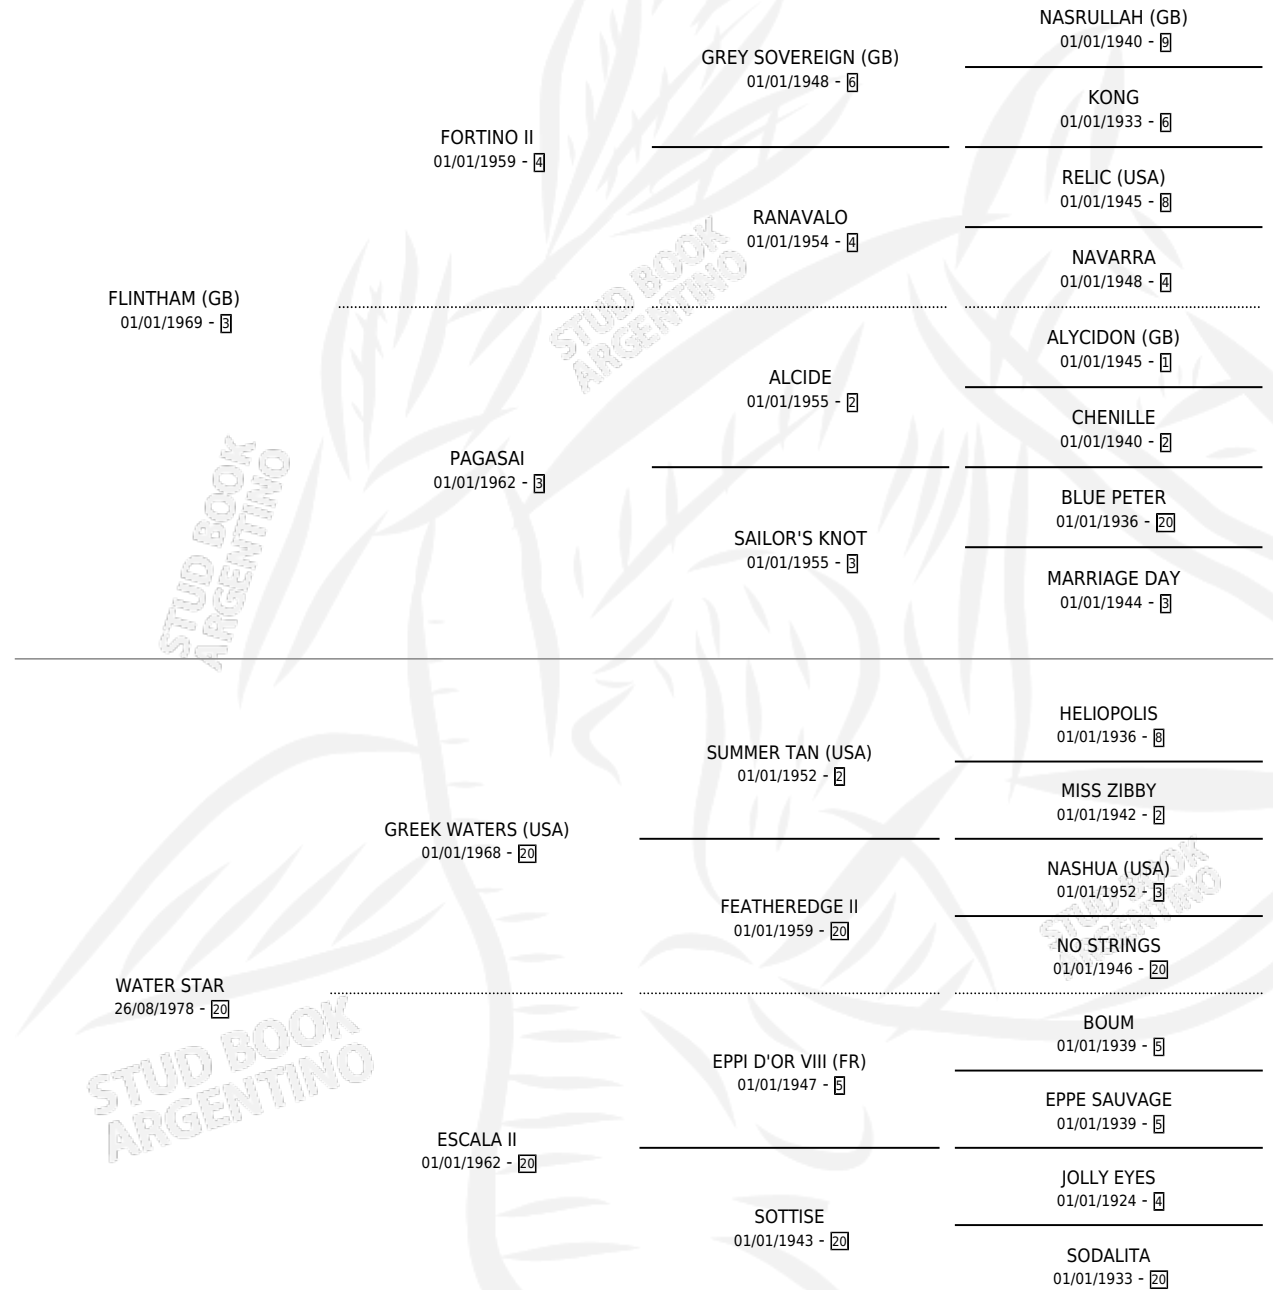 NASRULLAH (GB)
01/01/1940 - 9
GREY SOVEREIGN (GB)
01/01/1948 - 6
KONG
01/01/1933 - 6
FORTINO II
01/01/1959 - 4
RELIC (USA)
01/01/1945 - 8
RANAVALO
01/01/1954 - 4
NAVARRA
01/01/1948 - 4
FLINTHAM (GB)
01/01/1969 - 3
ALYCIDON (GB)
01/01/1945 - 1
ALCIDE
01/01/1955 - 2
CHENILLE
01/01/1940 - 2
PAGASAI
01/01/1962 - 3
BLUE PETER
01/01/1936 - 20
SAILOR'S KNOT
01/01/1955 - 3
MARRIAGE DAY
01/01/1944 - 3
STUD BOOK
ARGENTINO
STUD BOOK
ARGENTINO
HELIOPOLIS
01/01/1936 - 8
SUMMER TAN (USA)
01/01/1952 - 2
MISS ZIBBY
01/01/1942 - 2
GREEK WATERS (USA)
01/01/1968 - 20
NASHUA (USA)
01/01/1952 - 3
FEATHEREDGE II
01/01/1959 - 20
NO STRINGS
01/01/1946 - 20
STUD BOOK
ARGENTINO
WATER STAR
26/08/1978 - 20
BOUM
01/01/1939 - 5
EPPI D'OR VIII (FR)
01/01/1947 - 5
EPPE SAUVAGE
01/01/1939 - 5
ESCALA II
01/01/1962 - 20
JOLLY EYES
01/01/1924 - 4
SOTTISE
01/01/1943 - 20
SODALITA
01/01/1933 - 20
STUD BOOK
ARGENTINO